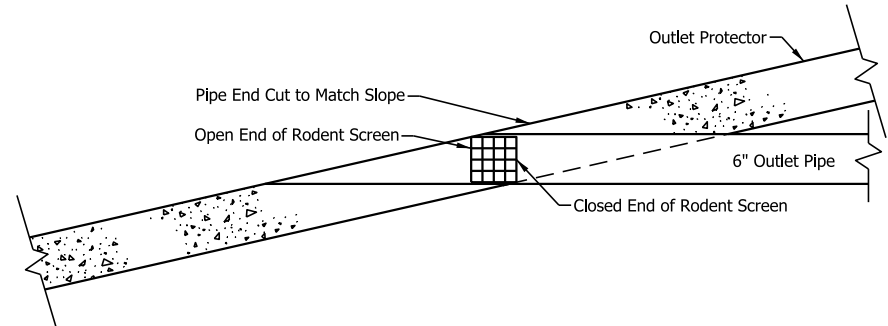 Outlet Protector
Pipe End Cut to Match Slope
Open End of Rodent Screen
6" Outlet Pipe
Closed End of Rodent Screen